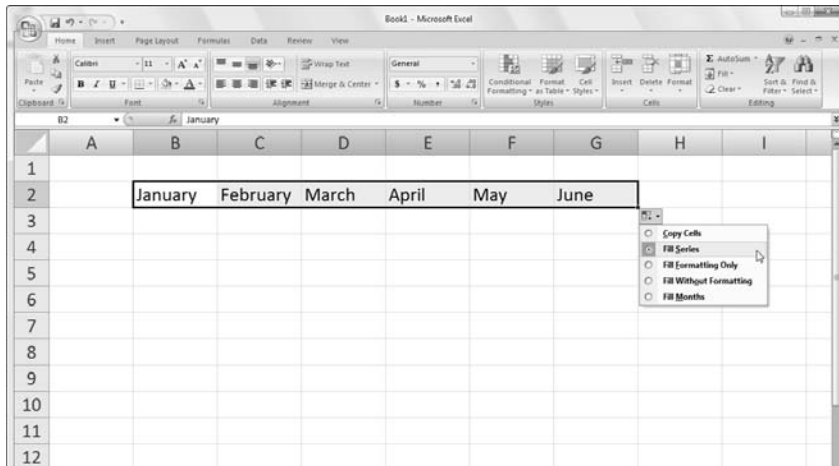 Book1 - Microsoft Excel
Home Insert Page Layout Formulas Data Review View
Paste
Calibri 11 A A
B I U A
Wrap Text
Merge & Center
General
$ % ,
Conditional Formatting
Format as Table
Cell Styles
Insert Delete Format
Σ AutoSum
Fill
Clear
Sort & Filter
Find & Select
Clipboard Font Alignment Number Styles Cells Editing
B2 fx January
A B C D E F G H I
1
2 January February March April May June
3
Copy Cells
4
Fill Series
Fill Formatting Only
5
Fill Without Formatting
6
Fill Months
7
8
9
10
11
12